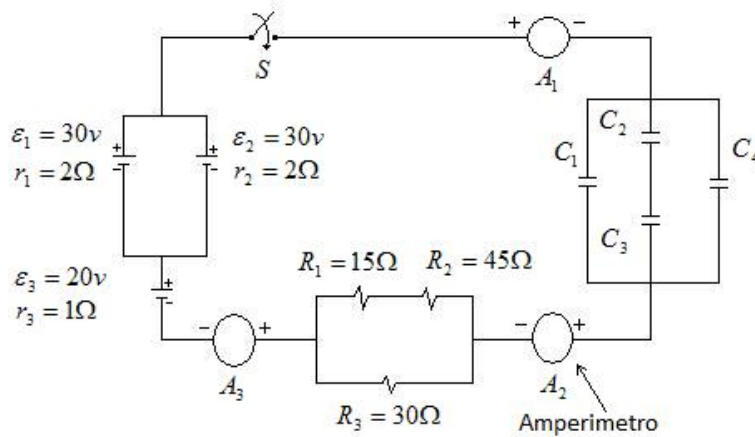 + −
S
A₁
ε₁ = 30v
r₁ = 2Ω
+
-
+
-
ε₂ = 30v
r₂ = 2Ω
C₁
C₂
C₃
ε₃ = 20v
r₃ = 1Ω
+
-
R₁ = 15Ω
R₂ = 45Ω
− +
A₃
R₃ = 30Ω
− +
A₂
Amperimetro